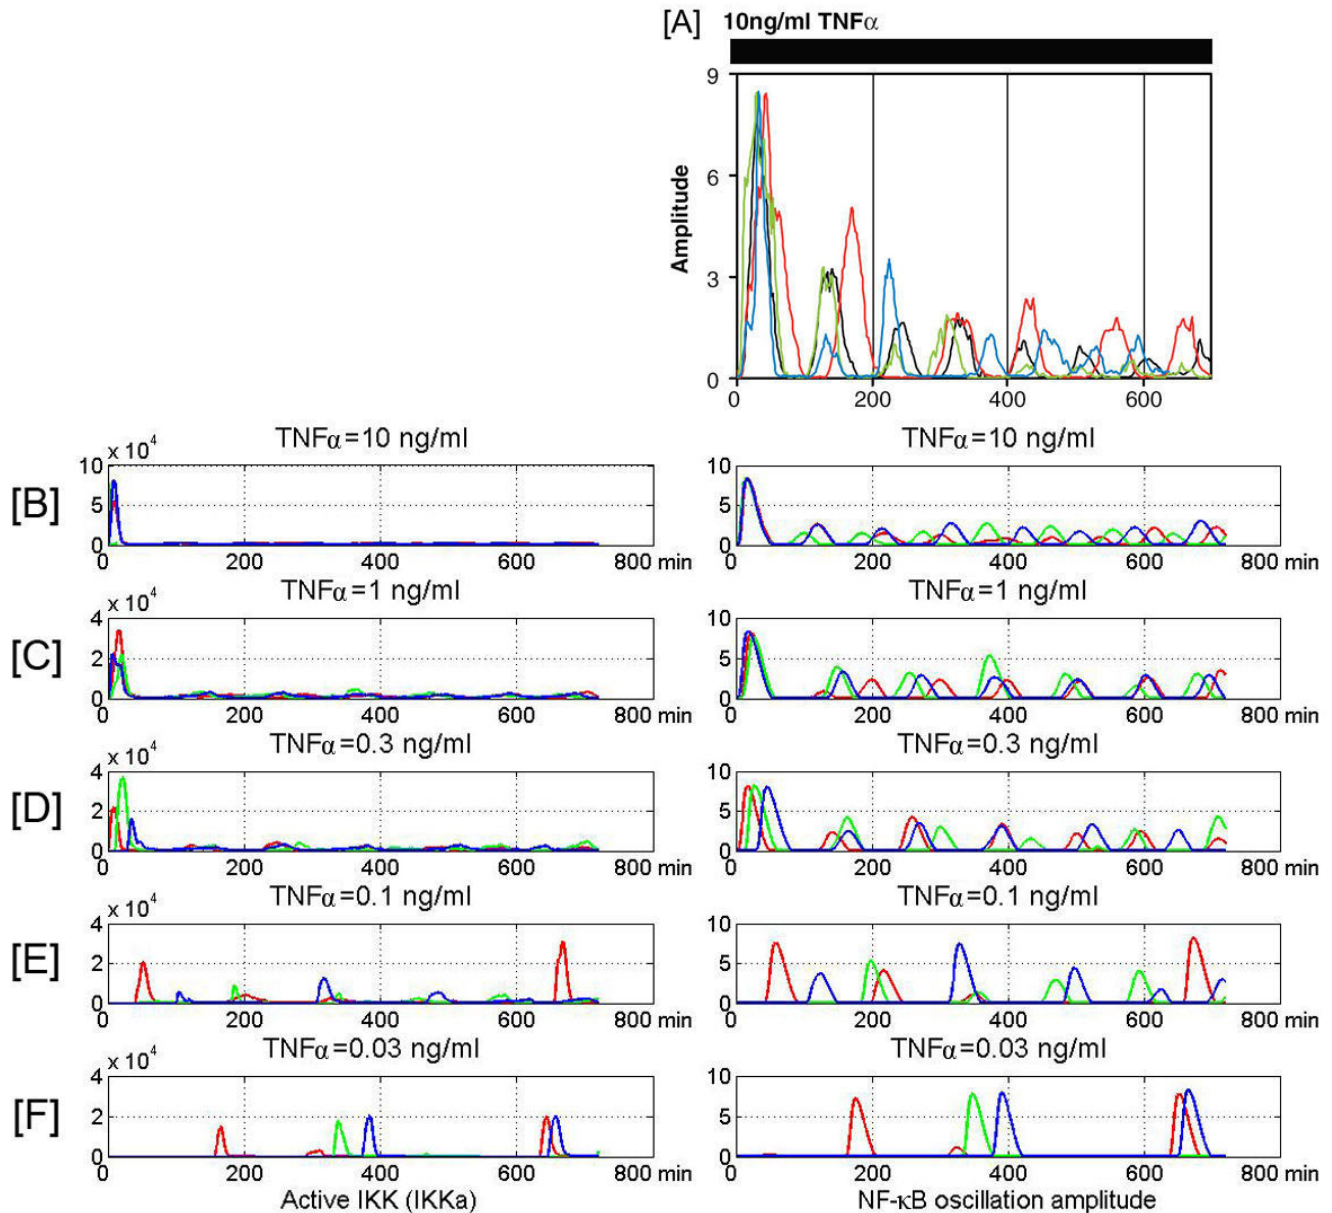 [A] 10ng/ml TNFα
9
6
3
0
Amplitude
0 200 400 600
[B]
TNFα=10 ng/ml
x 10^4
10
5
0
0 200 400 600 800 min
TNFα=10 ng/ml
10
5
0
0 200 400 600 800 min
[C]
TNFα=1 ng/ml
x 10^4
4
2
0
0 200 400 600 800 min
TNFα=1 ng/ml
10
5
0
0 200 400 600 800 min
[D]
TNFα=0.3 ng/ml
x 10^4
4
2
0
0 200 400 600 800 min
TNFα=0.3 ng/ml
10
5
0
0 200 400 600 800 min
[E]
TNFα=0.1 ng/ml
x 10^4
4
2
0
0 200 400 600 800 min
TNFα=0.1 ng/ml
10
5
0
0 200 400 600 800 min
[F]
TNFα=0.03 ng/ml
x 10^4
4
2
0
0 200 400 600 800 min
Active IKK (IKKa)
TNFα=0.03 ng/ml
10
5
0
0 200 400 600 800 min
NF-κB oscillation amplitude